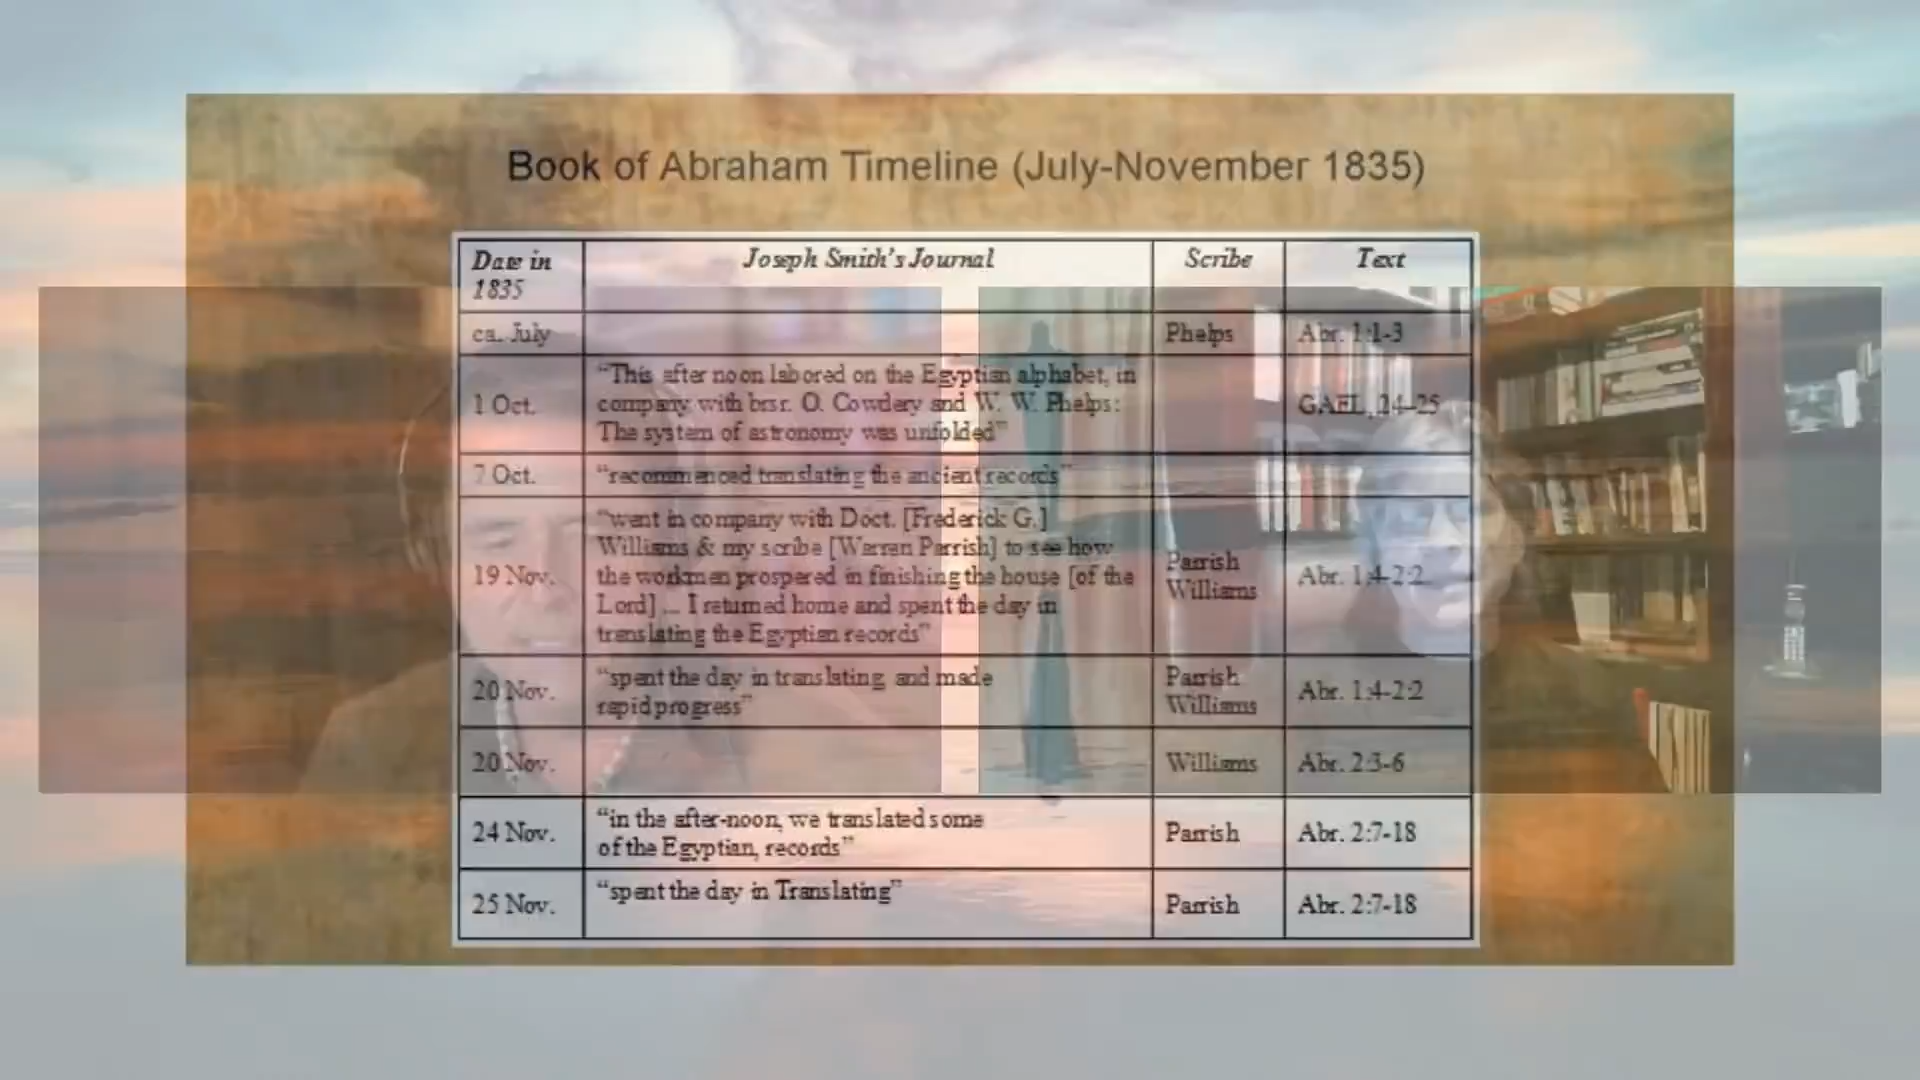 Book of Abraham Timeline (July-November 1835)
Date in
1835
Joseph Smith's Journal
Scribe
Text
ca. July
Phelps
Abr. 1:1-3
1 Oct.
"This after noon labored on the Egyptian alphabet, in
company with brsr. O. Cowdery and W. W. Phelps:
The system of astronomy was unfolded"
GAEL, 24-25
7 Oct.
"recommenced translating the ancient records"
19 Nov.
"went in company with Doct. [Frederick G.]
Williams & my scribe [Warren Parrish] to see how
the workmen prospered in finishing the house [of the
Lord] ... I returned home and spent the day in
translating the Egyptian records"
Parrish
Williams
Abr. 1:4-2:2
20 Nov.
"spent the day in translating, and made
rapid progress"
Parrish
Williams
Abr. 1:4-2:2
20 Nov.
Williams
Abr. 2:3-6
24 Nov.
"in the after-noon, we translated some
of the Egyptian, records"
Parrish
Abr. 2:7-18
25 Nov.
"spent the day in Translating"
Parrish
Abr. 2:7-18